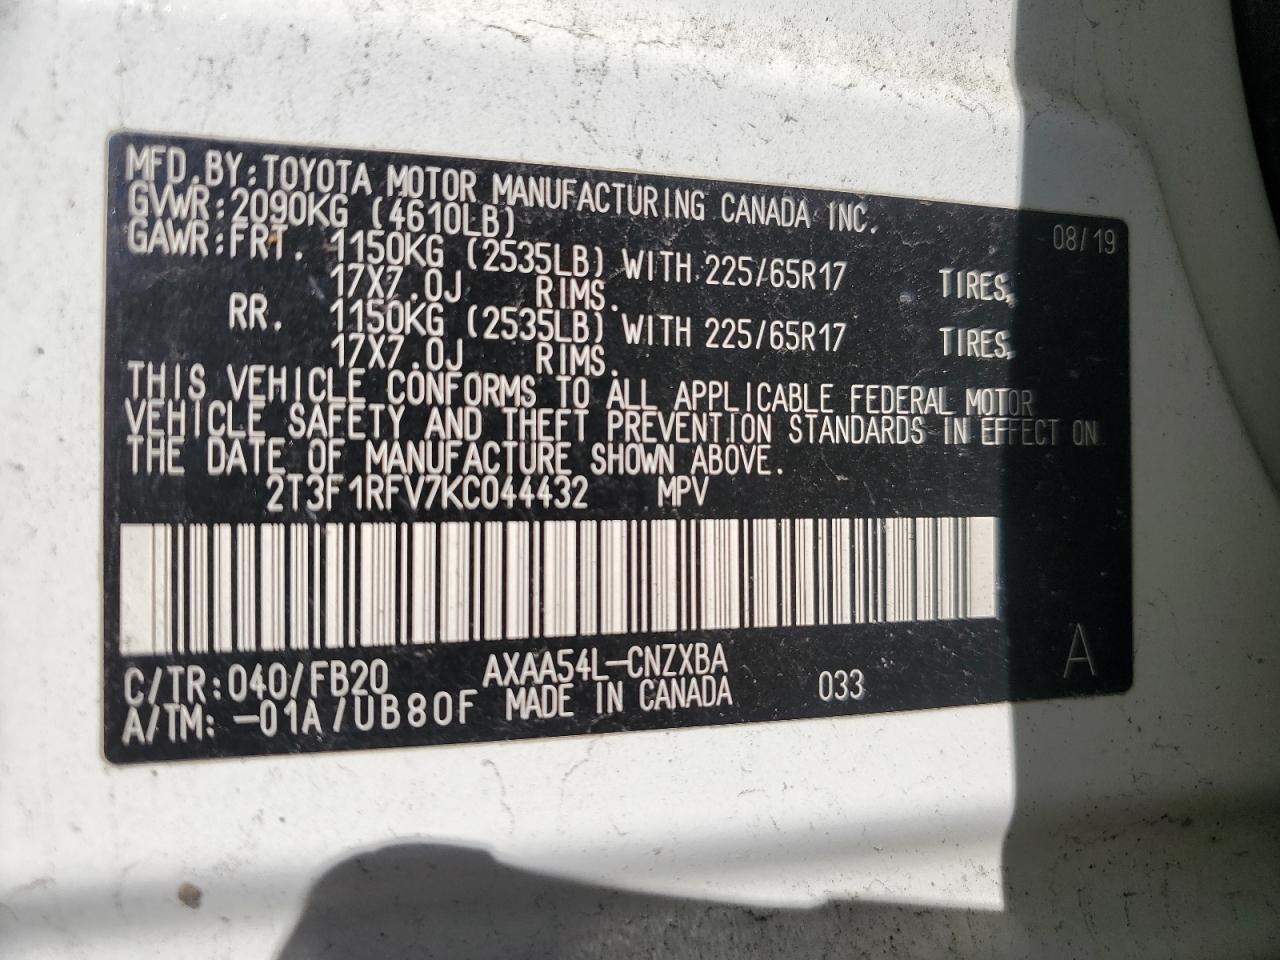 MFD.BY:TOYOTA MOTOR MANUFACTURING CANADA INC.
GVWR:2090KG (4610LB) 08/19
GAWR:FRT. 1150KG (2535LB) WITH 225/65R17 TIRES,
17X7.0J RIMS.
RR. 1150KG (2535LB) WITH 225/65R17 TIRES,
17X7.0J RIMS.
THIS VEHICLE CONFORMS TO ALL APPLICABLE FEDERAL MOTOR
VEHICLE SAFETY AND THEFT PREVENTION STANDARDS IN EFFECT ON
THE DATE OF MANUFACTURE SHOWN ABOVE.
2T3F1RFV7KC044432 MPV
C/TR:040/FB20 AXAA54L-CNZXBA A
A/TM:-01A/UB80F MADE IN CANADA 033